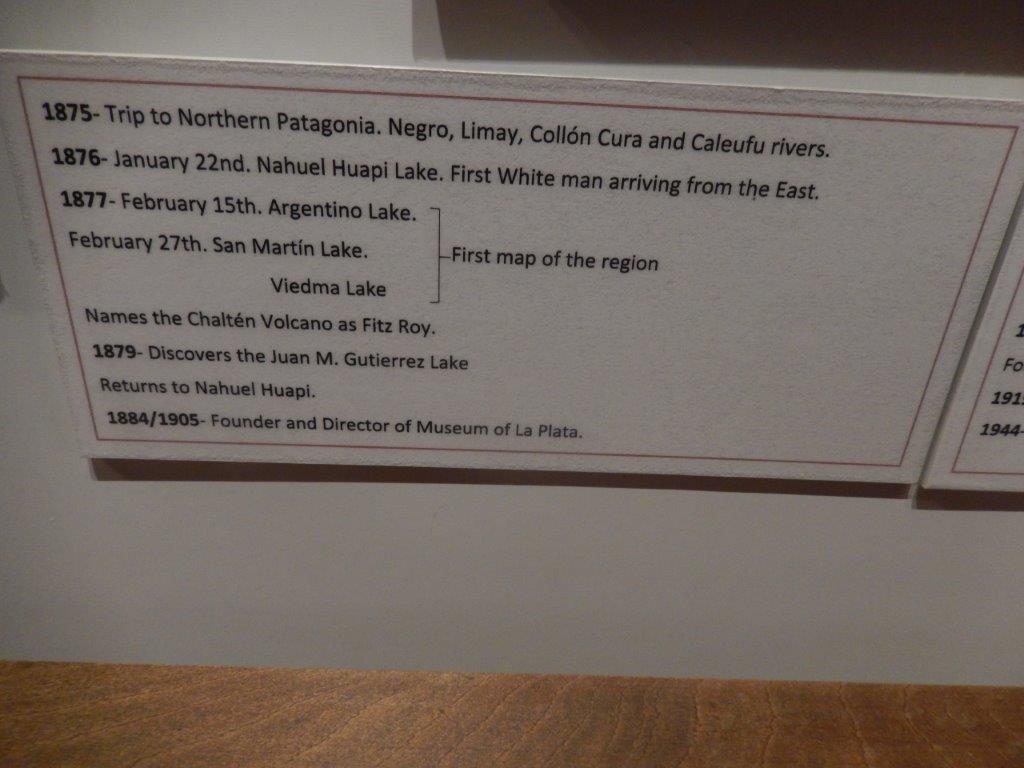 1875- Trip to Northern Patagonia. Negro, Limay, Collón Cura and Caleufu rivers.
1876- January 22nd. Nahuel Huapi Lake. First White man arriving from the East.
1877- February 15th. Argentino Lake.
February 27th. San Martín Lake.
First map of the region
Viedma Lake
Names the Chaltén Volcano as Fitz Roy.
1879- Discovers the Juan M. Gutierrez Lake
Returns to Nahuel Huapi.
1884/1905- Founder and Director of Museum of La Plata.
1
Fo
191
1944-